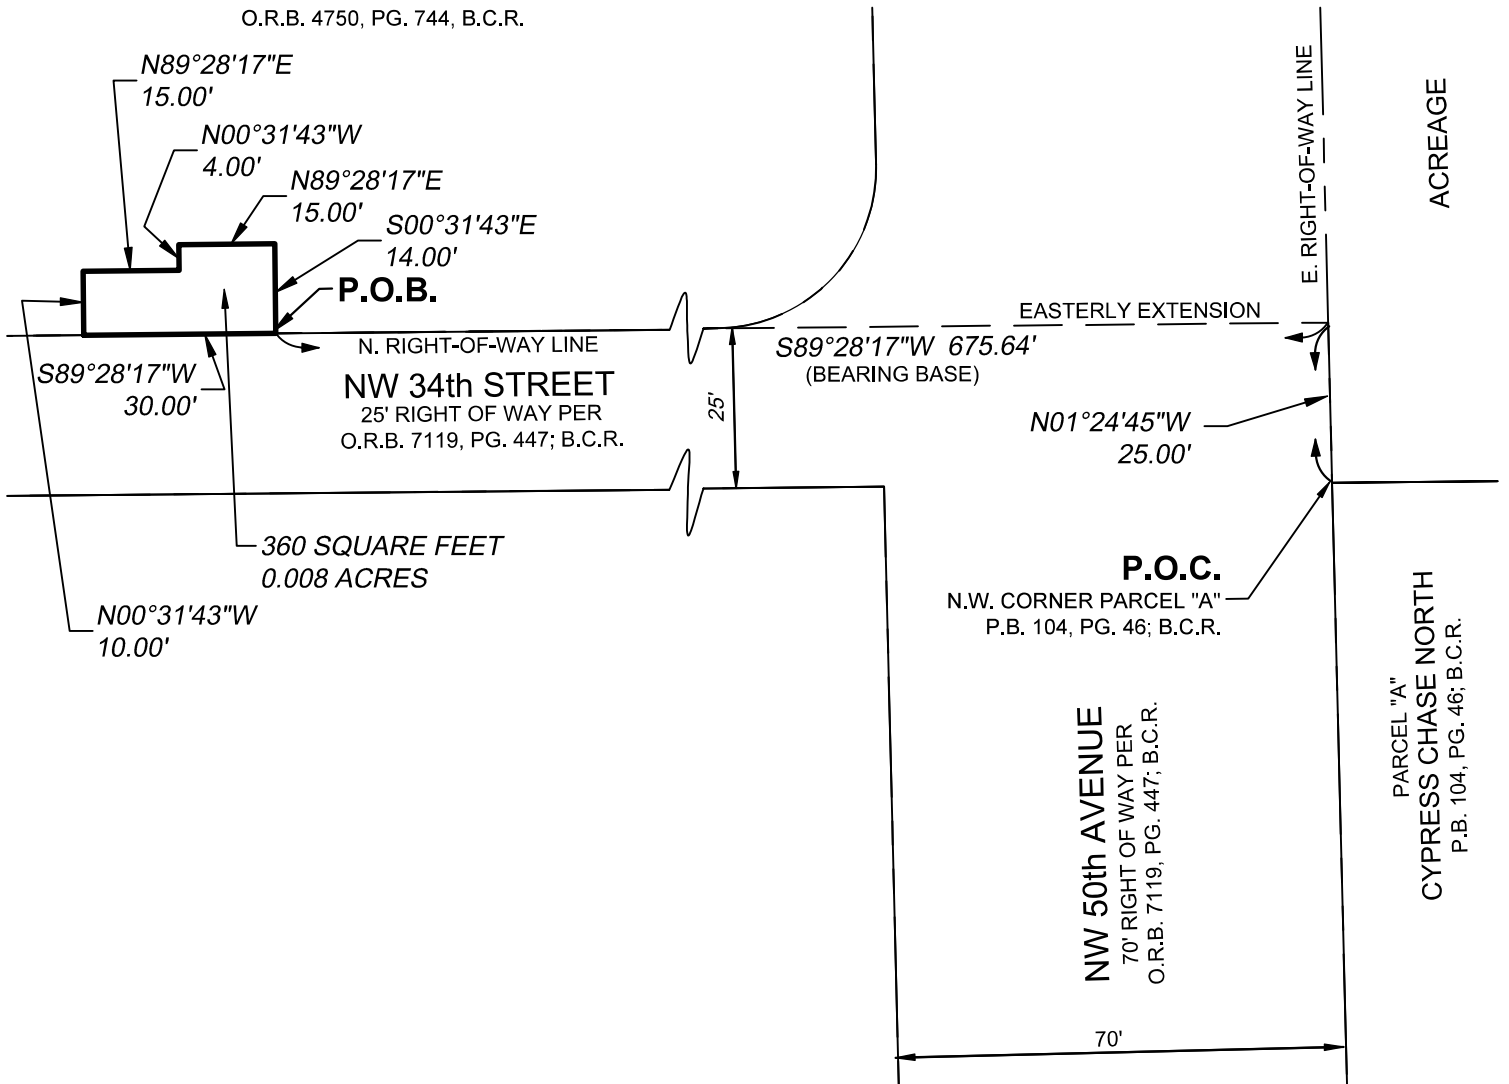 O.R.B. 4750, PG. 744, B.C.R.
N89°28'17"E
15.00'
N00°31'43"W
4.00'
N89°28'17"E
15.00'
S00°31'43"E
14.00'
P.O.B.
N. RIGHT-OF-WAY LINE
S89°28'17"W
30.00'
NW 34th STREET
25' RIGHT OF WAY PER
O.R.B. 7119, PG. 447; B.C.R.
360 SQUARE FEET
0.008 ACRES
N00°31'43"W
10.00'
25'
EASTERLY EXTENSION
S89°28'17"W 675.64'
(BEARING BASE)
E. RIGHT-OF-WAY LINE
ACREAGE
N01°24'45"W
25.00'
P.O.C.
N.W. CORNER PARCEL "A"
P.B. 104, PG. 46; B.C.R.
NW 50th AVENUE
70' RIGHT OF WAY PER
O.R.B. 7119, PG. 447; B.C.R.
PARCEL "A"
CYPRESS CHASE NORTH
P.B. 104, PG. 46; B.C.R.
70'